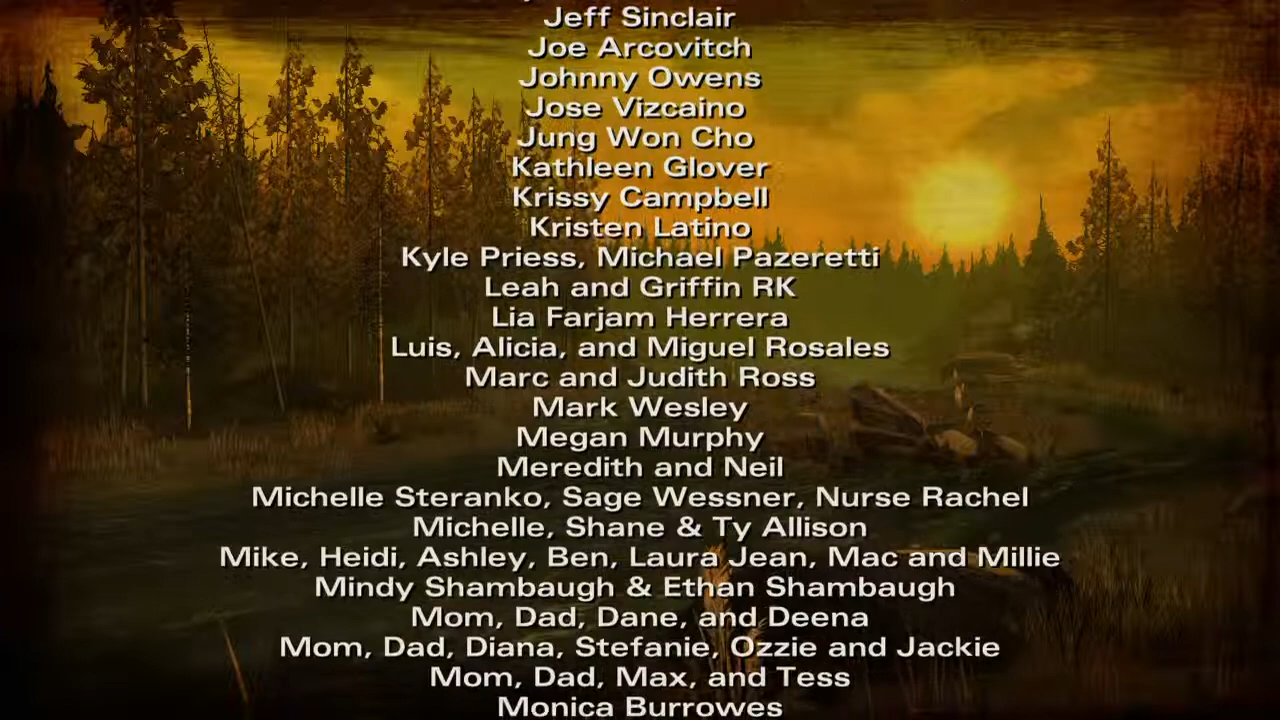 Jeff Sinclair
Joe Arcovitch
Johnny Owens
Jose Vizcaino
Jung Won Cho
Kathleen Glover
Krissy Campbell
Kristen Latino
Kyle Priess, Michael Pazeretti
Leah and Griffin RK
Lia Farjam Herrera
Luis, Alicia, and Miguel Rosales
Marc and Judith Ross
Mark Wesley
Megan Murphy
Meredith and Neil
Michelle Steranko, Sage Wessner, Nurse Rachel
Michelle, Shane & Ty Allison
Mike, Heidi, Ashley, Ben, Laura Jean, Mac and Millie
Mindy Shambaugh & Ethan Shambaugh
Mom, Dad, Dane, and Deena
Mom, Dad, Diana, Stefanie, Ozzie and Jackie
Mom, Dad, Max, and Tess
Monica Burrowes